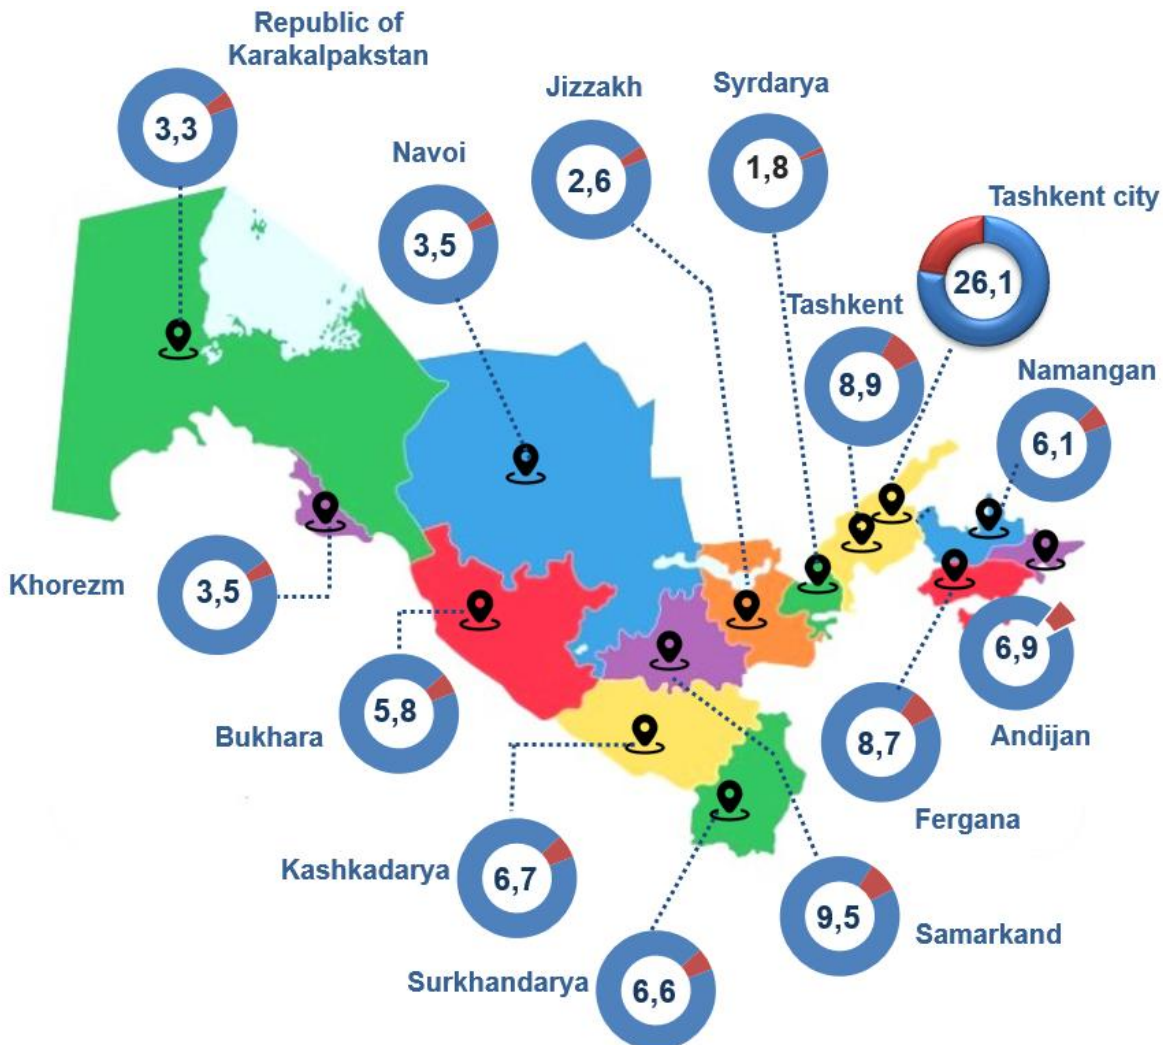 Republic of
Karakalpakstan
3,3
Navoi
3,5
Jizzakh
2,6
Syrdarya
1,8
Tashkent city
26,1
Tashkent
8,9
Namangan
6,1
Khorezm
3,5
Bukhara
5,8
6,9
Andijan
8,7
Fergana
Kashkadarya
6,7
9,5
Samarkand
Surkhandarya
6,6